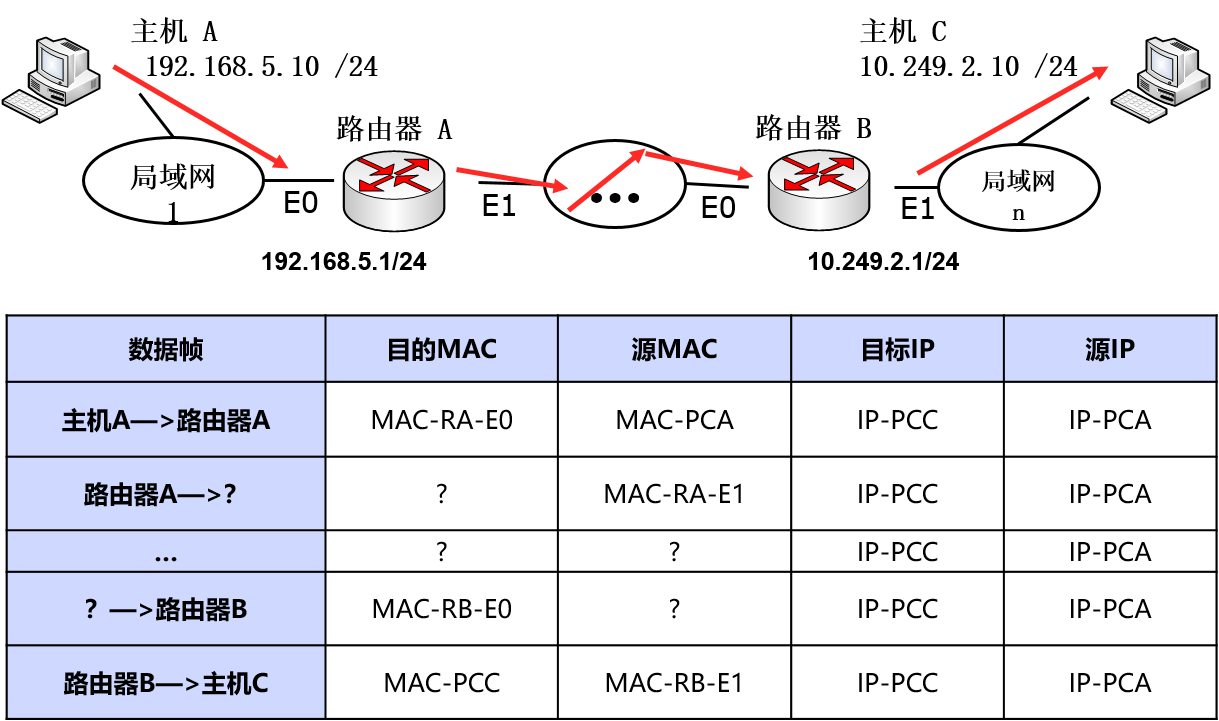 主机 A
192.168.5.10 /24
主机 C
10.249.2.10 /24
路由器 A
路由器 B
局域网
1
E0
E1
•••
E0
E1
局域网
n
192.168.5.1/24
10.249.2.1/24
数据帧 目的MAC 源MAC 目标IP 源IP
主机A—>路由器A MAC-RA-E0 MAC-PCA IP-PCC IP-PCA
路由器A—>? ? MAC-RA-E1 IP-PCC IP-PCA
... ? ? IP-PCC IP-PCA
? —>路由器B MAC-RB-E0 ? IP-PCC IP-PCA
路由器B—>主机C MAC-PCC MAC-RB-E1 IP-PCC IP-PCA